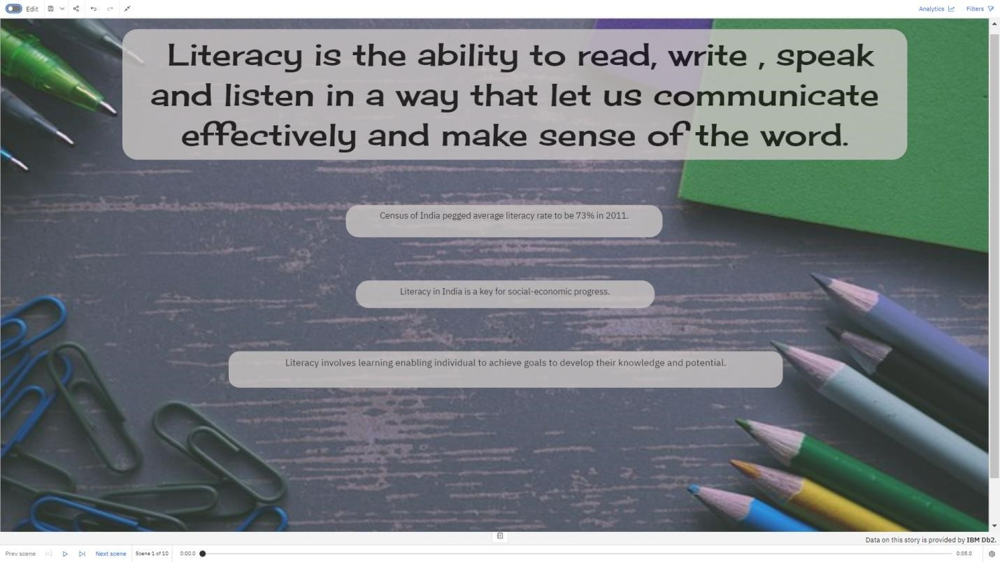 Edit
Analytics
Filters
Literacy is the ability to read, write , speak
and listen in a way that let us communicate
effectively and make sense of the word.
Census of India pegged average literacy rate to be 73% in 2011.
Literacy in India is a key for social-economic progress.
Literacy involves learning enabling individual to achieve goals to develop their knowledge and potential.
Data on this story is provided by IBM Db2.
Prev scene Next scene Scene 1 of 10 0:00.0 0:05.0